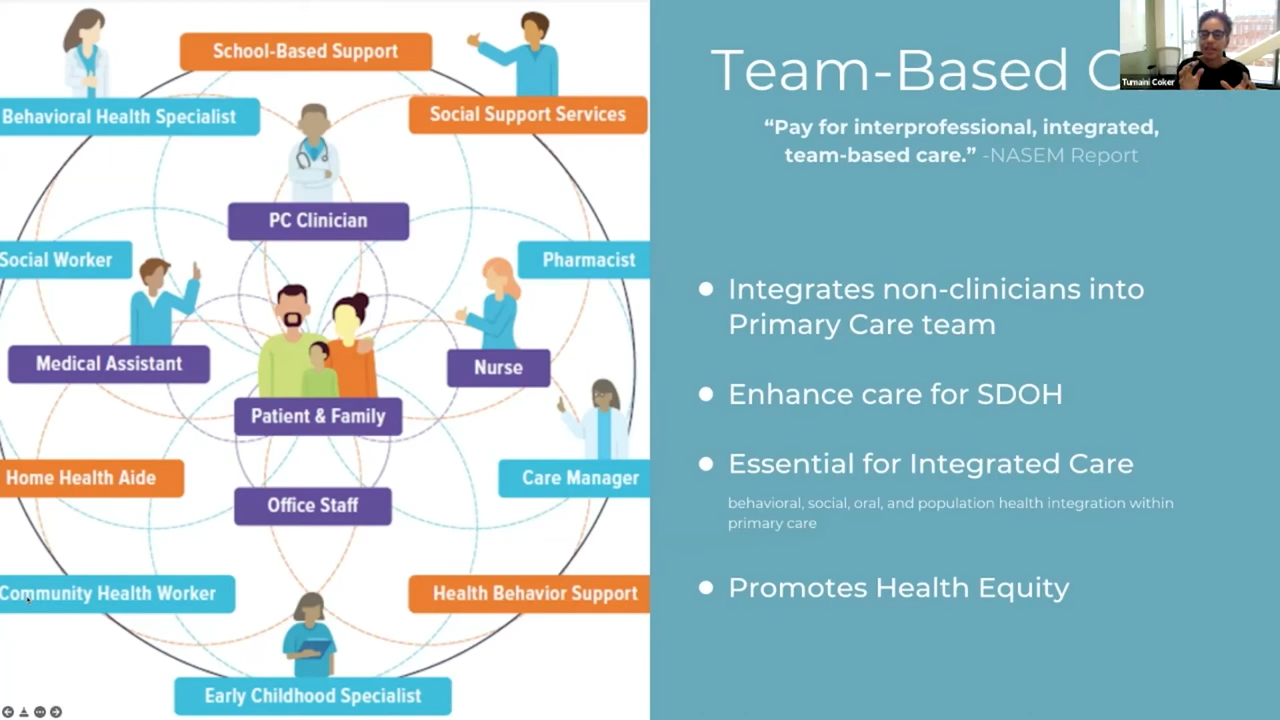 School-Based Support
Behavioral Health Specialist
Social Support Services
PC Clinician
Social Worker
Pharmacist
Medical Assistant
Nurse
Patient & Family
Home Health Aide
Care Manager
Office Staff
Community Health Worker
Health Behavior Support
Early Childhood Specialist
Team-Based C
Tumaini Coker
“Pay for interprofessional, integrated,
team-based care.” -NASEM Report
● Integrates non-clinicians into
Primary Care team
● Enhance care for SDOH
● Essential for Integrated Care
behavioral, social, oral, and population health integration within
primary care
● Promotes Health Equity